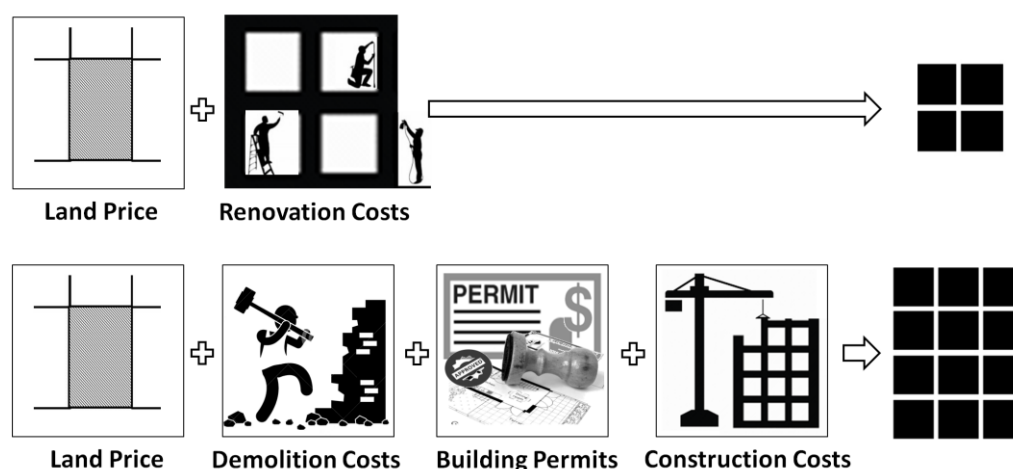 Land Price
Renovation Costs
PERMIT
$
APPROVED
Land Price
Demolition Costs
Building Permits
Construction Costs